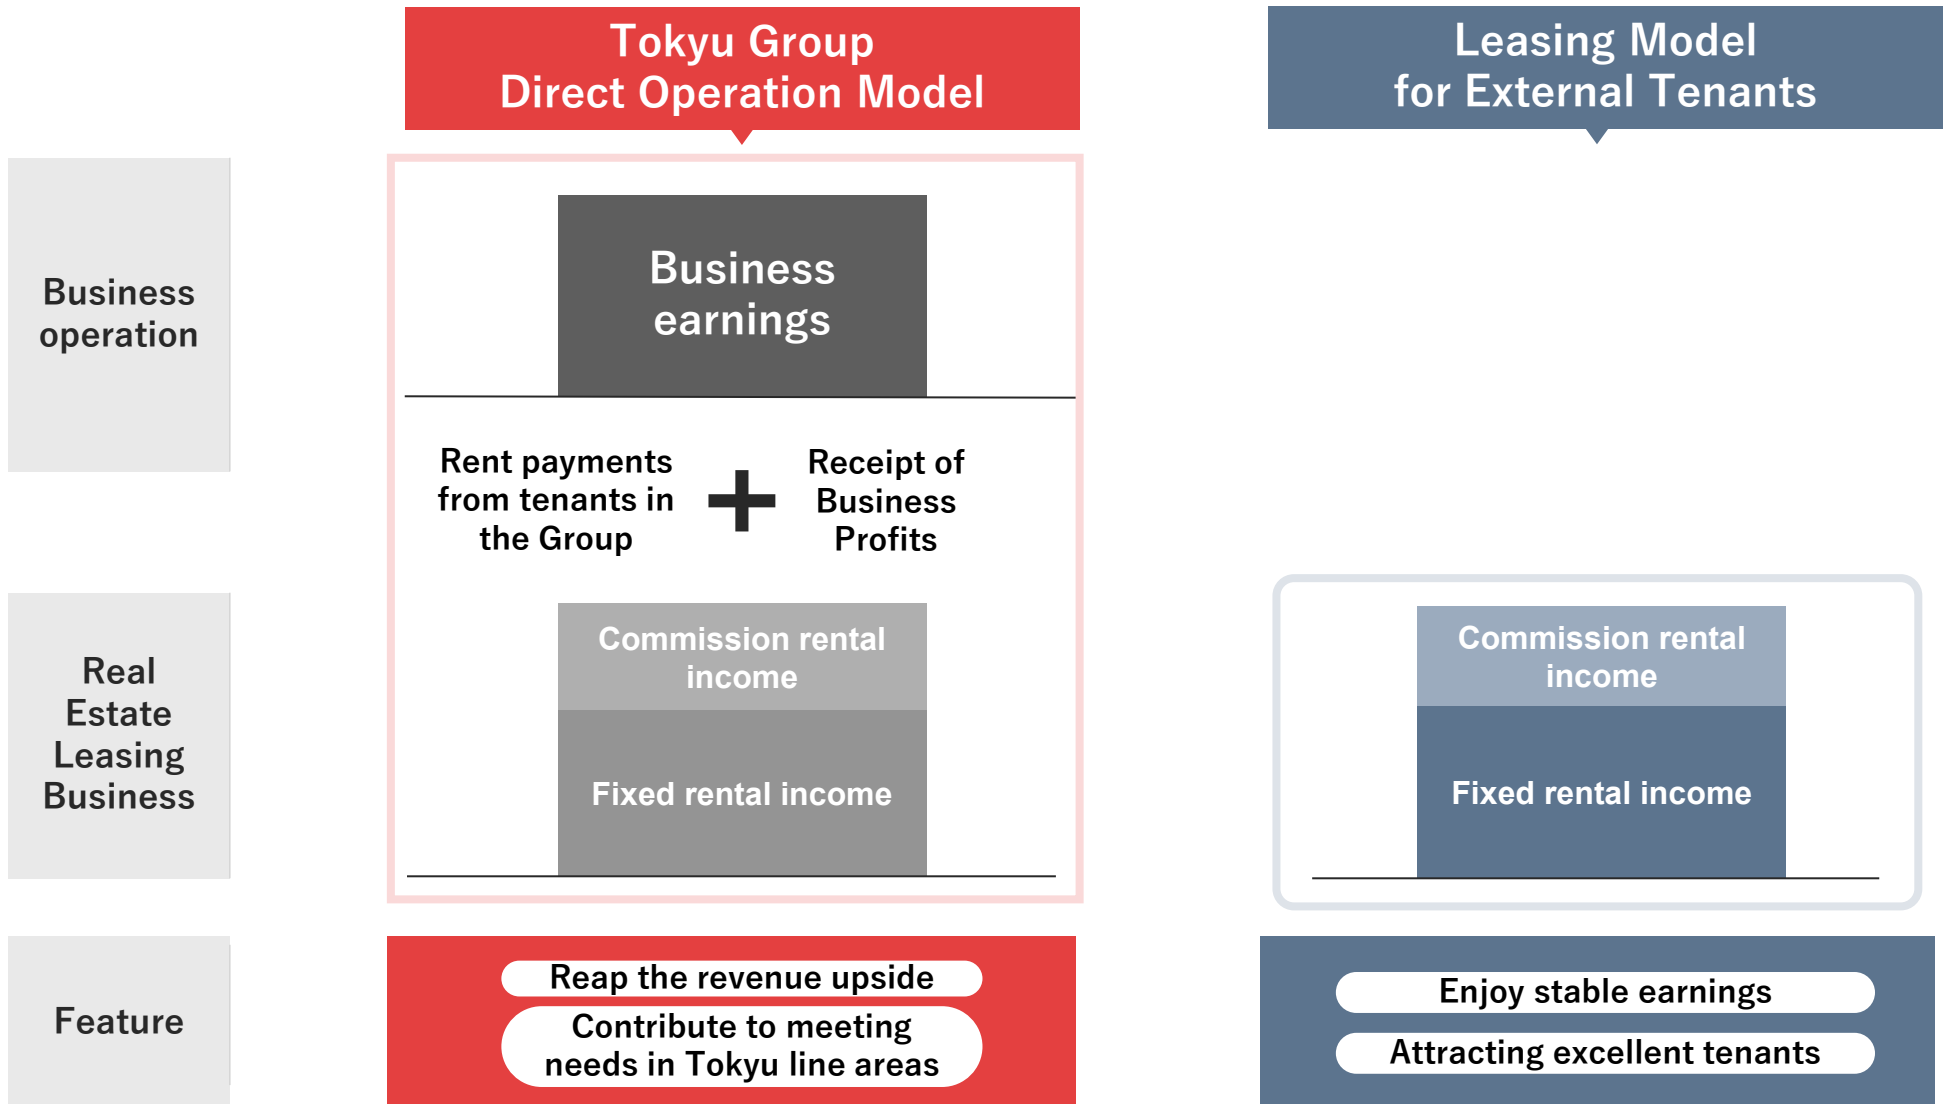 Tokyu Group
Direct Operation Model
Leasing Model
for External Tenants
Business
operation
Business
earnings
Rent payments
from tenants in
the Group
+
Receipt of
Business
Profits
Real
Estate
Leasing
Business
Commission rental
income
Fixed rental income
Commission rental
income
Fixed rental income
Feature
Reap the revenue upside
Contribute to meeting
needs in Tokyu line areas
Enjoy stable earnings
Attracting excellent tenants